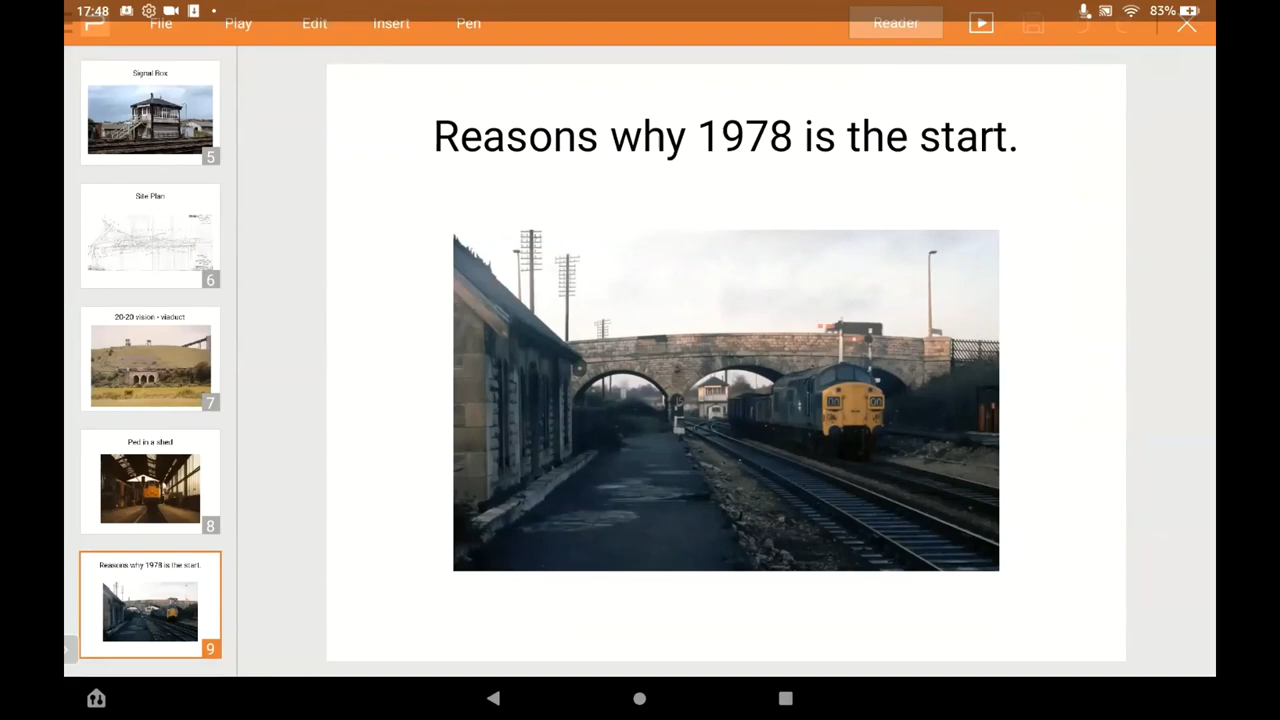 17:48
83%
File
Play
Edit
Insert
Pen
Reader
Signal Box
5
Site Plan
6
20-20 vision - viaduct
7
Ped in a shed
8
Reasons why 1978 is the start.
9
Reasons why 1978 is the start.